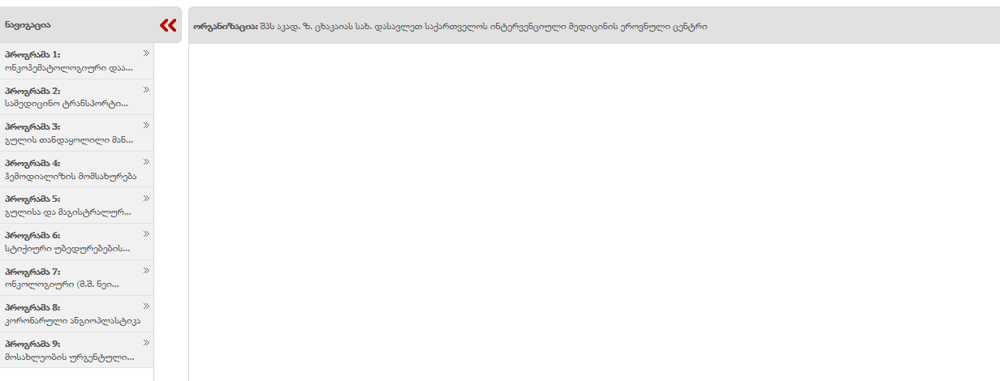 ნავიგაცია
ორგანიზაცია: შპს აკად. ზ. ცხაკაიას სახ. დასავლეთ საქართველოს ინტერვენციული მედიცინის ეროვნული ცენტრი
პროგრამა 1:
ონკოჰემატოლოგიური დაა...
პროგრამა 2:
სამედიცინო ტრანსპორტი...
პროგრამა 3:
გულის თანდაყოლილი მან...
პროგრამა 4:
ჰემოდიალიზის მომსახურება
პროგრამა 5:
გულისა და მაგისტრალურ...
პროგრამა 6:
სტიქიური უბედურებების...
პროგრამა 7:
ონკოლოგიური (მ.შ. ნეი...
პროგრამა 8:
კორონარული ანგიოპლასტიკა
პროგრამა 9:
მოსახლეობის ურგენტული...